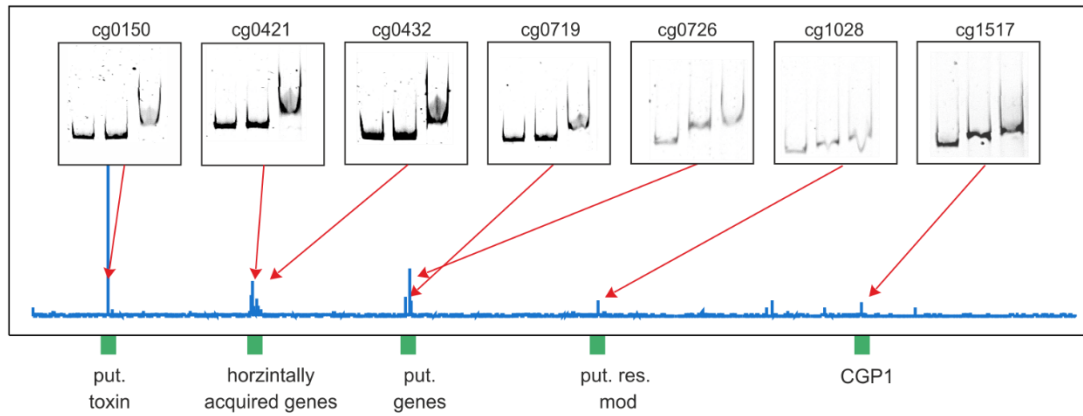 cg0150 cg0421 cg0432 cg0719 cg0726 cg1028 cg1517
put. horzintally put. put. res. CGP1
toxin acquired genes genes mod